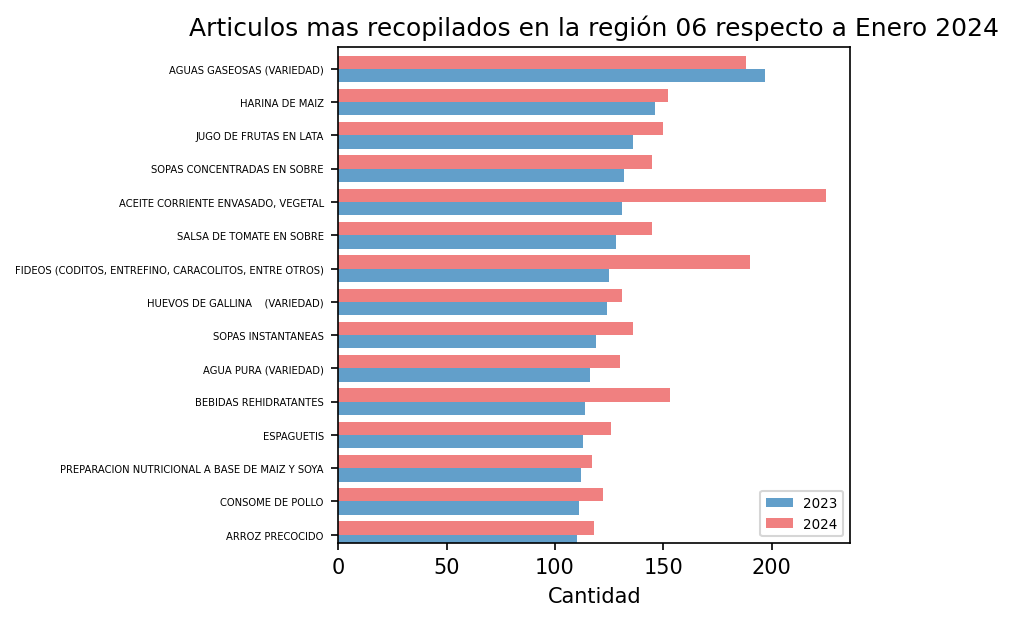 Articulos mas recopilados en la región 06 respecto a Enero 2024
AGUAS GASEOSAS (VARIEDAD)
HARINA DE MAIZ
JUGO DE FRUTAS EN LATA
SOPAS CONCENTRADAS EN SOBRE
ACEITE CORRIENTE ENVASADO, VEGETAL
SALSA DE TOMATE EN SOBRE
FIDEOS (CODITOS, ENTREFINO, CARACOLITOS, ENTRE OTROS)
HUEVOS DE GALLINA    (VARIEDAD)
SOPAS INSTANTANEAS
AGUA PURA (VARIEDAD)
BEBIDAS REHIDRATANTES
ESPAGUETIS
PREPARACION NUTRICIONAL A BASE DE MAIZ Y SOYA
CONSOME DE POLLO
ARROZ PRECOCIDO
2023
2024
0 50 100 150 200
Cantidad